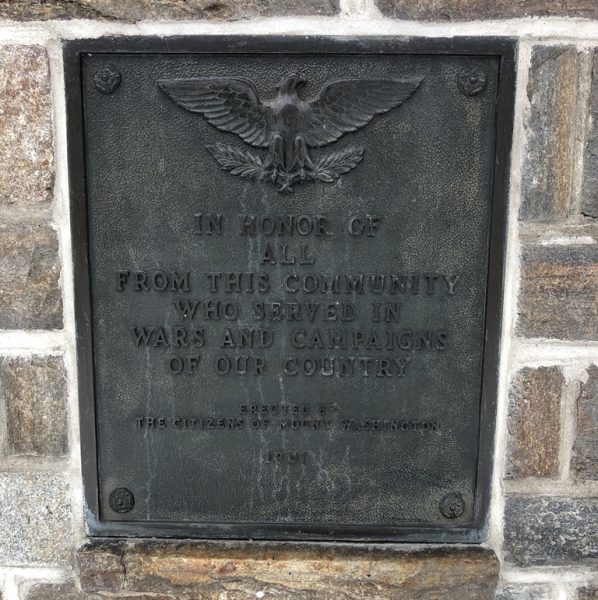 IN HONOR OF
ALL
FROM THIS COMMUNITY
WHO SERVED IN
WARS AND CAMPAIGNS
OF OUR COUNTRY
ERECTED BY
THE CITIZENS OF MOUNT WASHINGTON